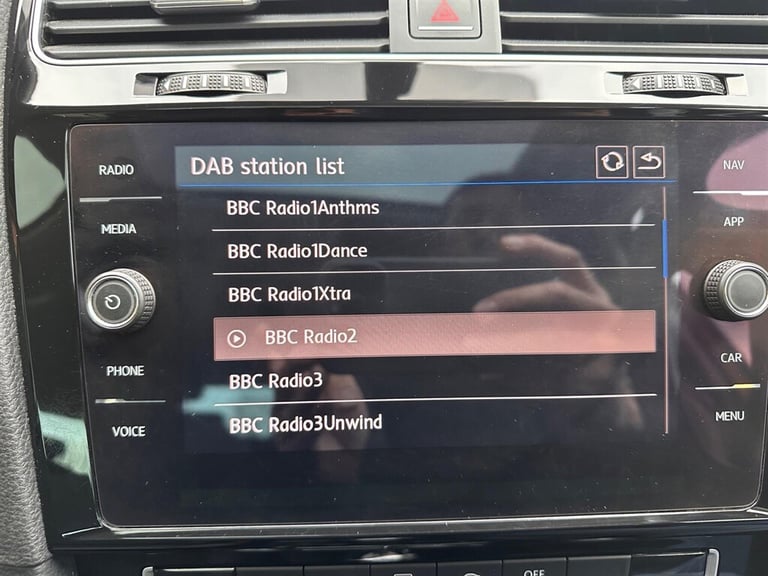 RADIO
MEDIA
PHONE
VOICE
DAB station list
BBC Radio1Anthms
BBC Radio1Dance
BBC Radio1Xtra
BBC Radio2
BBC Radio3
BBC Radio3Unwind
NAV
APP
CAR
MENU
OFF